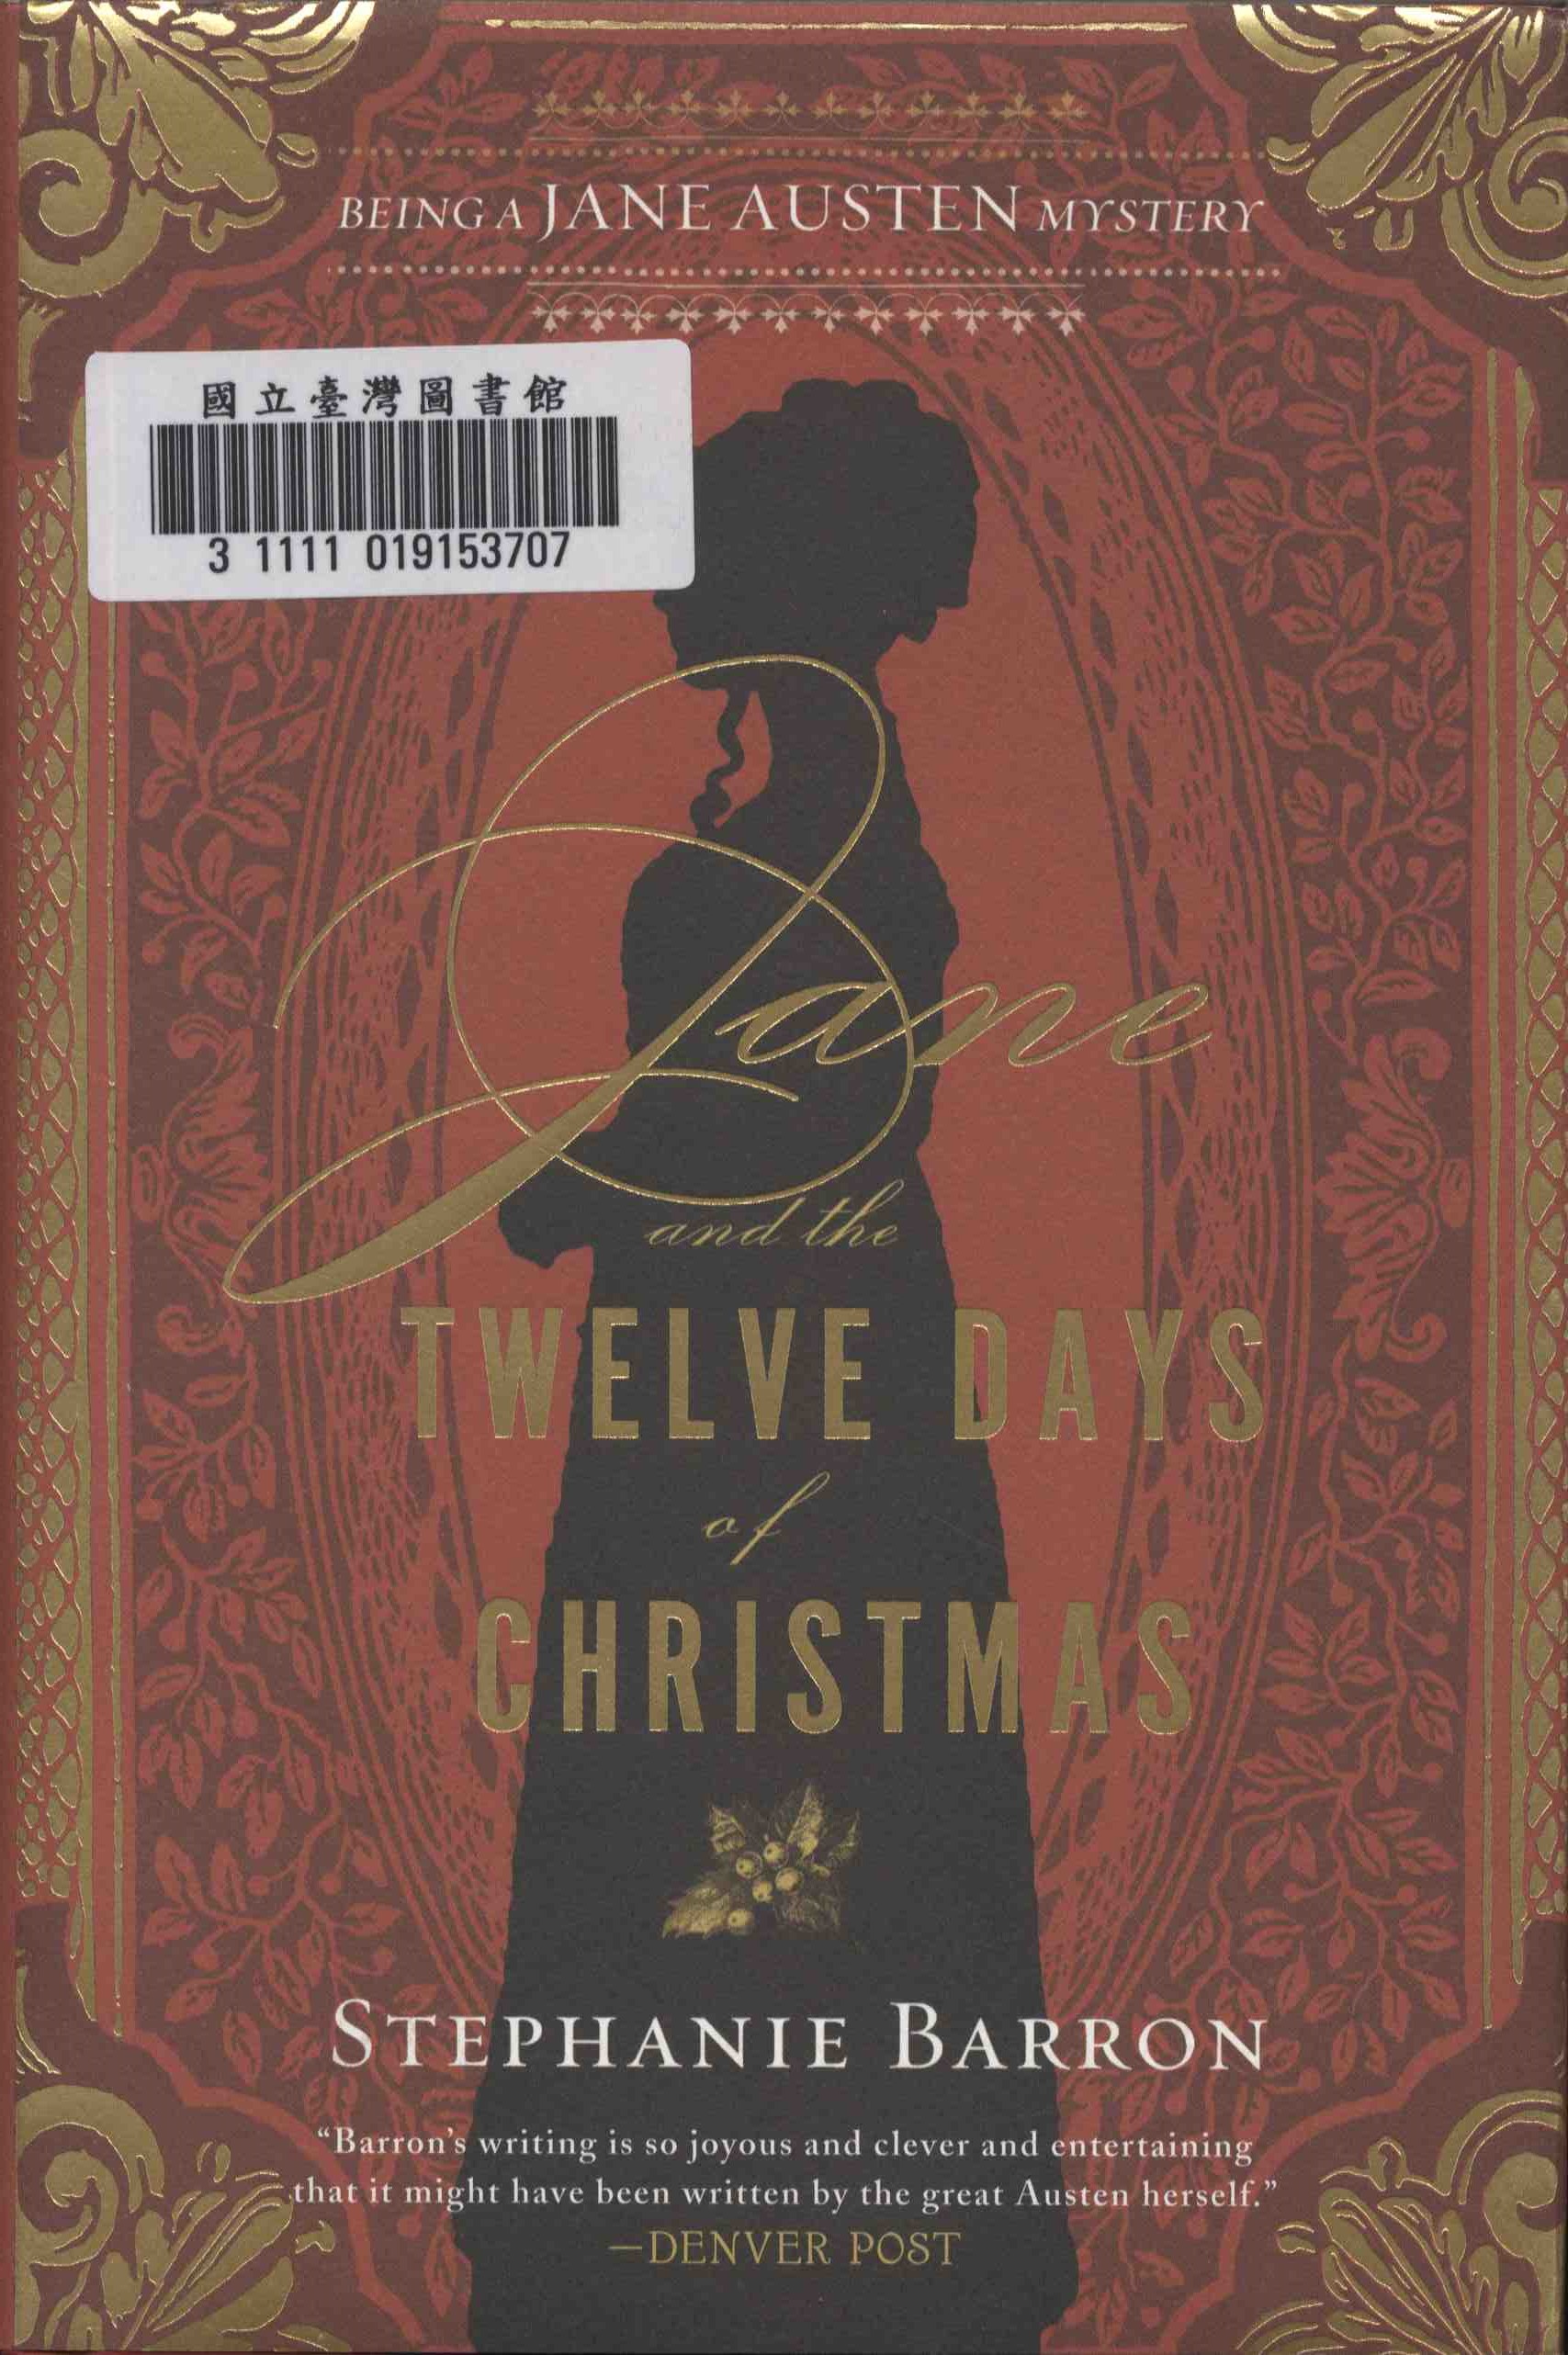 BEING A JANE AUSTEN MYSTERY
國立臺灣圖書館
3 1111 019153707
Jane
and the
TWELVE DAYS
of
CHRISTMAS
STEPHANIE BARRON
“Barron’s writing is so joyous and clever and entertaining
that it might have been written by the great Austen herself.”
—DENVER POST